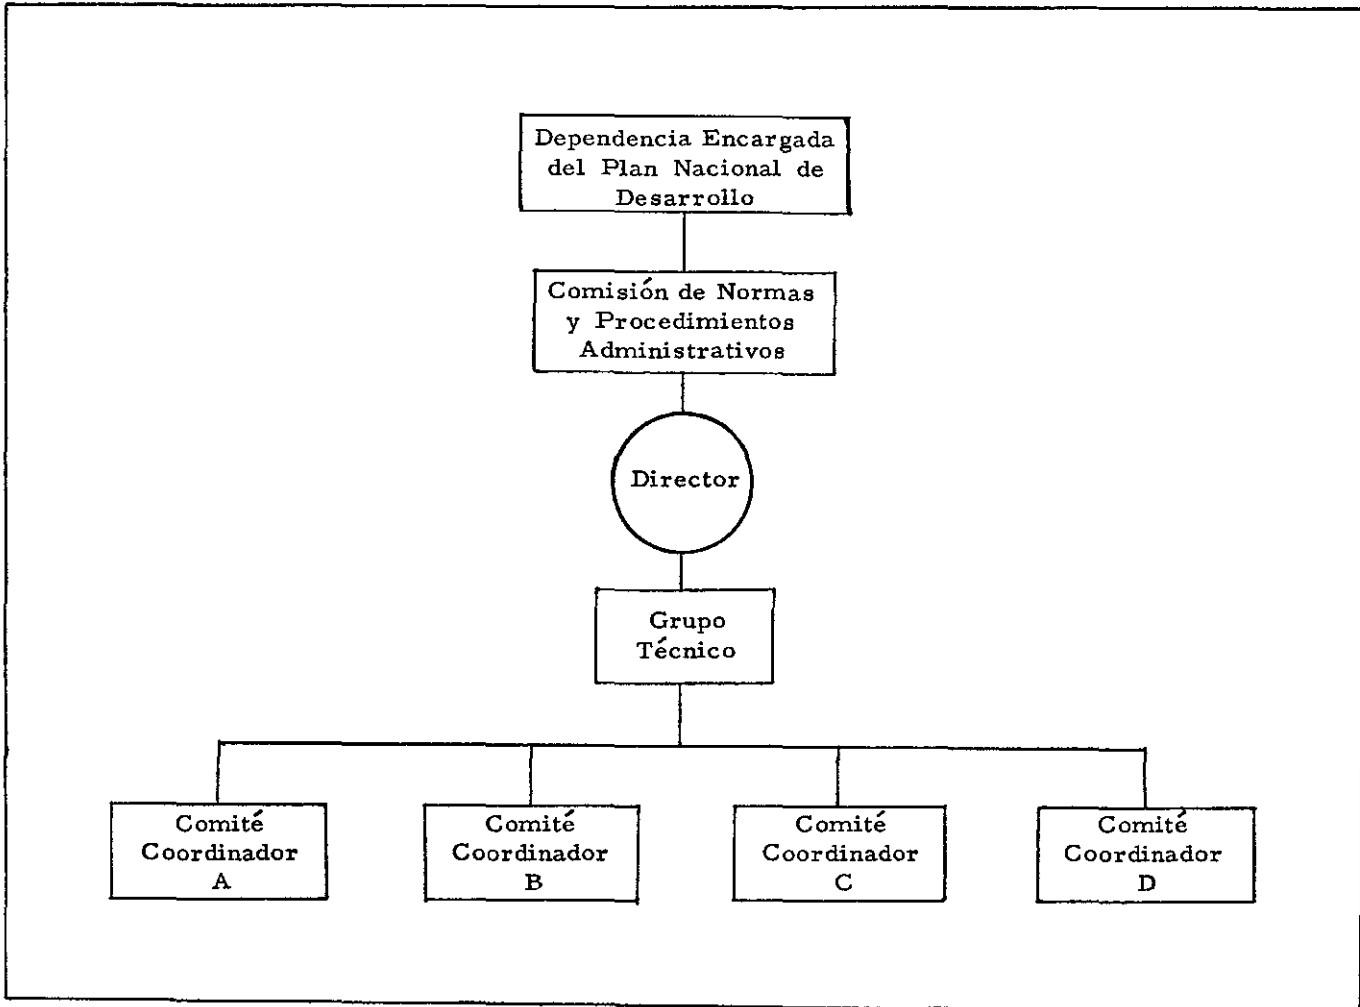 Dependencia Encargada
del Plan Nacional de
Desarrollo
Comisión de Normas
y Procedimientos
Administrativos
Director
Grupo
Técnico
Comité
Coordinador
A
Comité
Coordinador
B
Comité
Coordinador
C
Comité
Coordinador
D